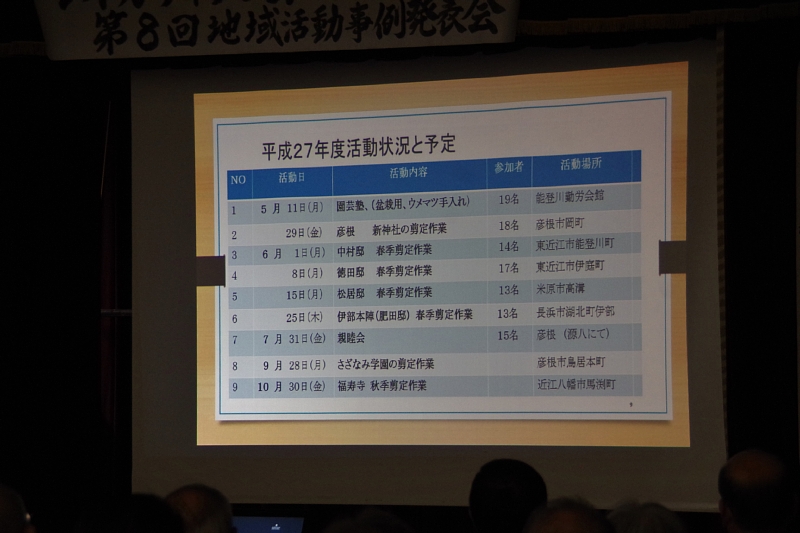 第8回地域活動事例発表会
平成27年度活動状況と予定
NO 活動日 活動内容 参加者 活動場所
1 5月 11日(月) 園芸塾、(盆栽用、ウメマツ手入れ) 19名 能登川勤労会館
2 29日(金) 彦根 新神社の剪定作業 18名 彦根市岡町
3 6月 1日(月) 中村邸 春季剪定作業 14名 東近江市能登川町
4 8日(月) 徳田邸 春季剪定作業 17名 東近江市伊庭町
5 15日(月) 松居邸 春季剪定作業 13名 米原市高溝
6 25日(木) 伊部本陣(肥田邸) 春季剪定作業 13名 長浜市湖北町伊部
7 7月 31日(金) 親睦会 15名 彦根 (源八にて)
8 9月 28日(月) さざなみ学園の剪定作業 彦根市鳥居本町
9 10月 30日(金) 福寿寺 秋季剪定作業 近江八幡市馬渕町